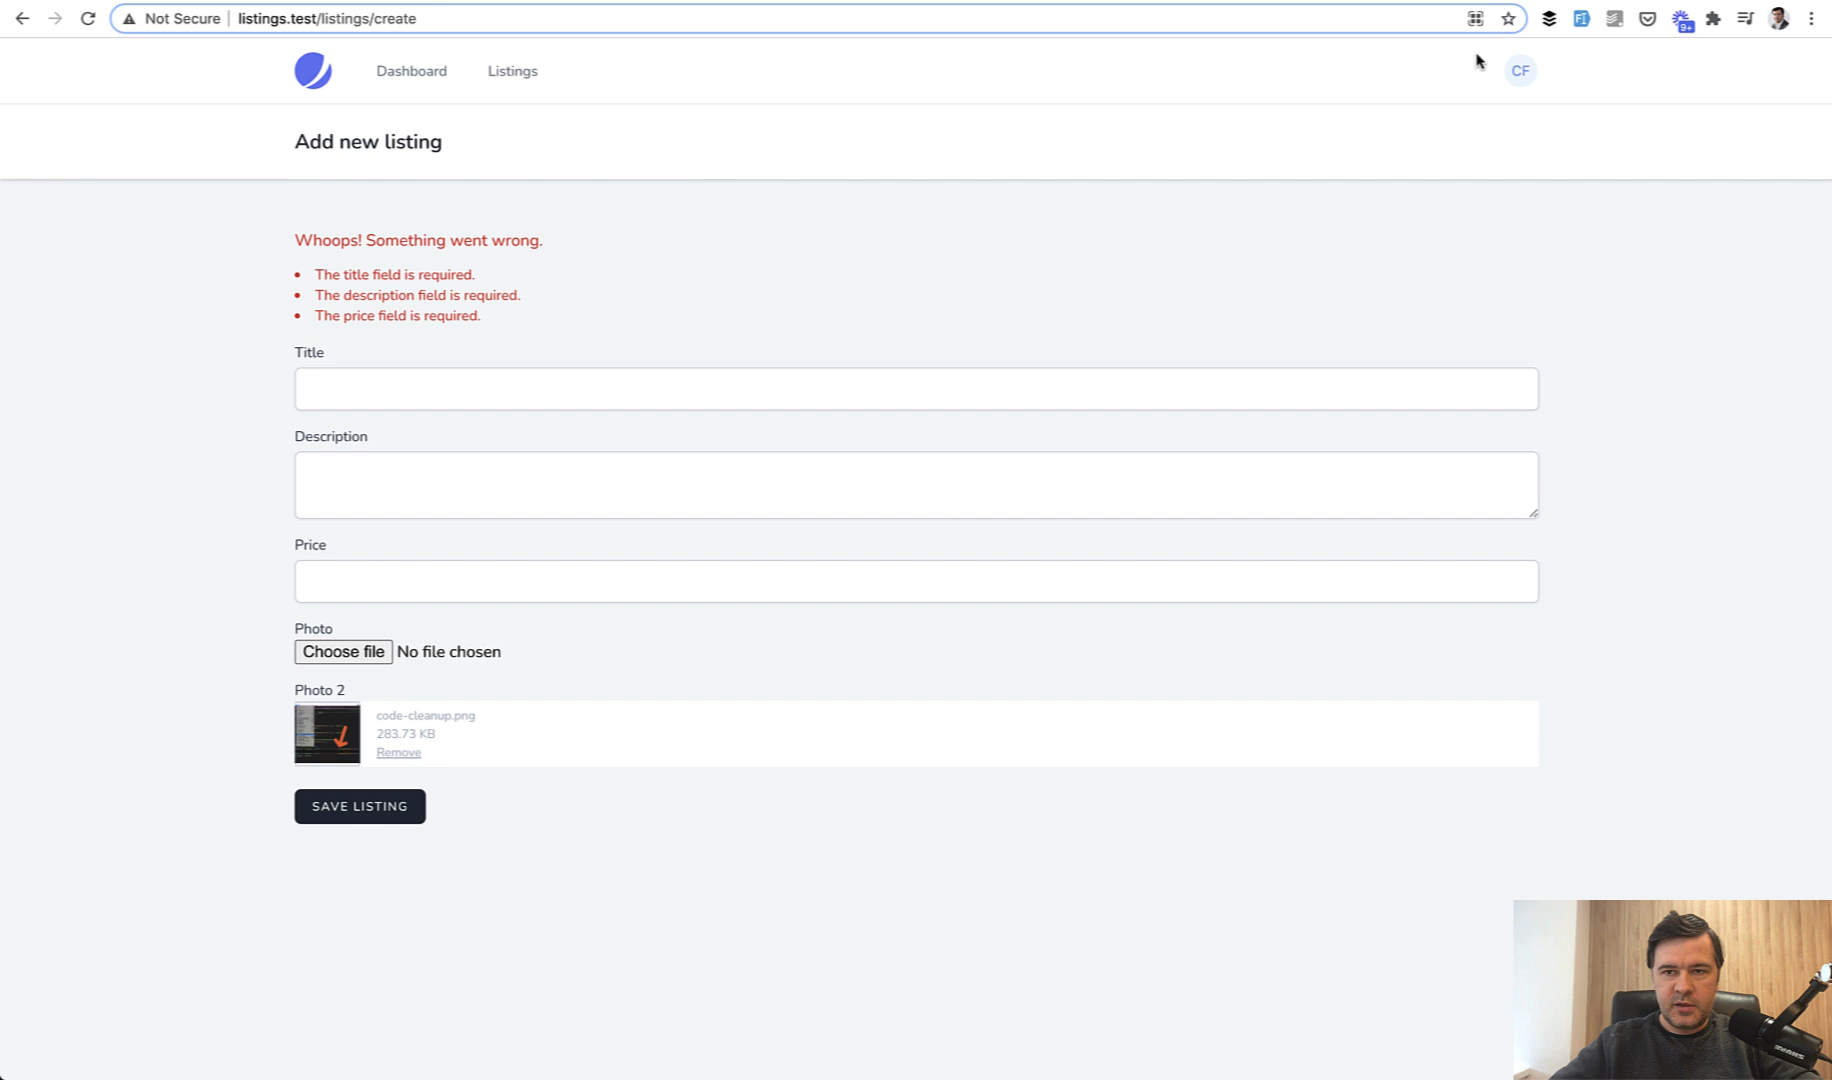 Not Secure
listings.test/listings/create
9+
Dashboard
Listings
CF
Add new listing
Whoops! Something went wrong.
The title field is required.
The description field is required.
The price field is required.
Title
Description
Price
Photo
Choose file No file chosen
Photo 2
code-cleanup.png
283.73 KB
Remove
SAVE LISTING